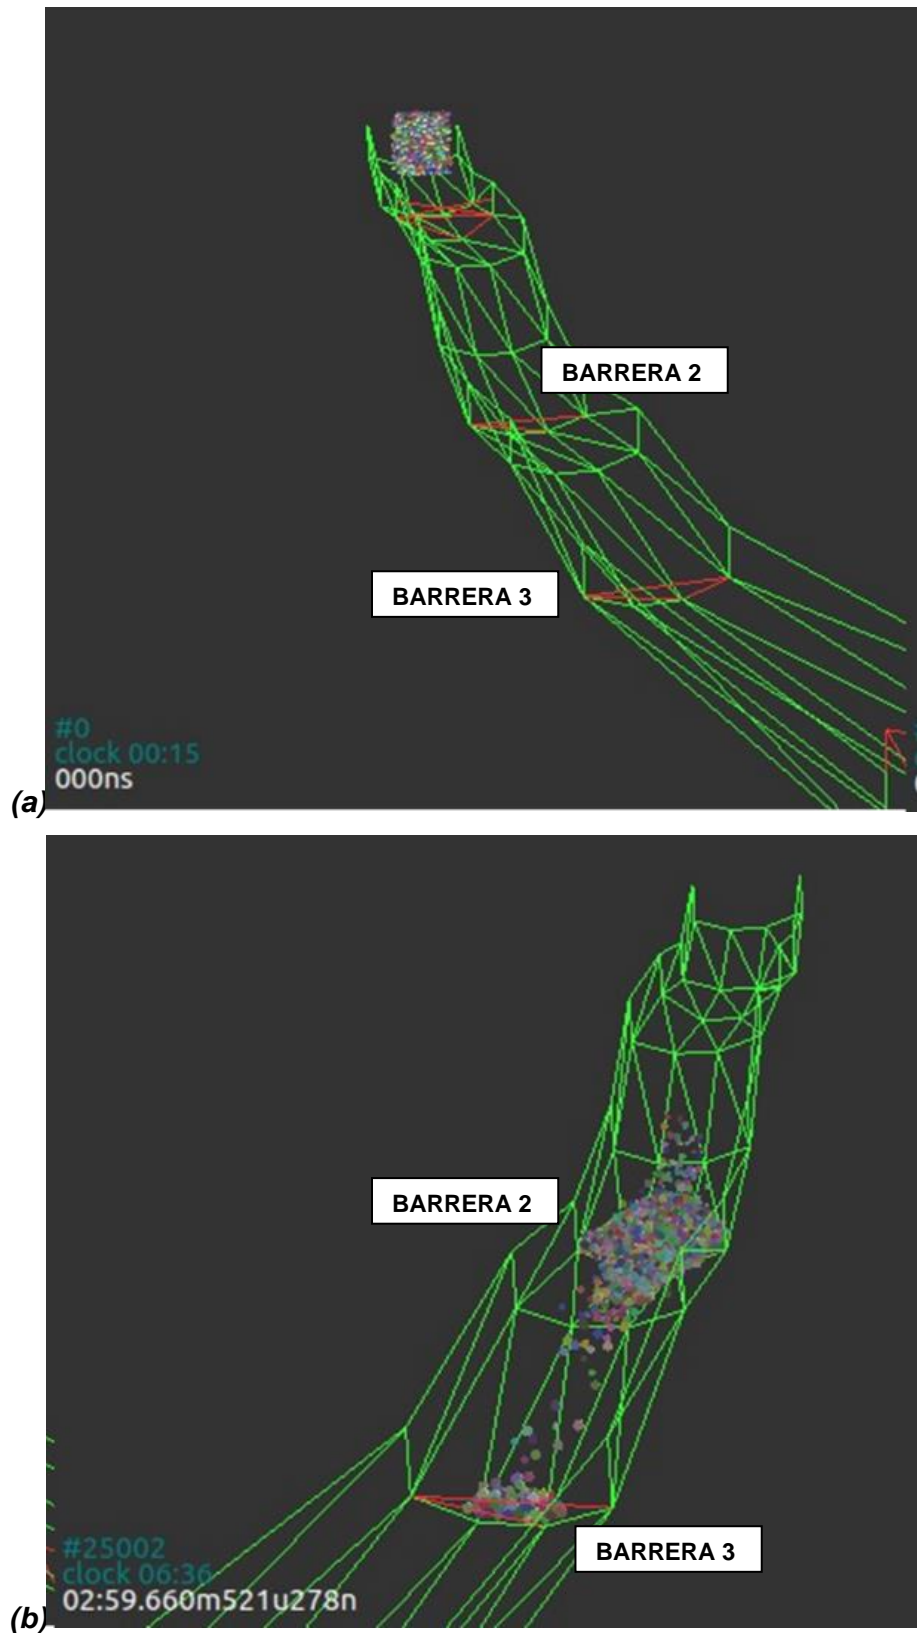 BARRERA 2
BARRERA 3
#0
clock 00:15
000ns
(a)
BARRERA 2
BARRERA 3
#25002
clock 06:36
02:59.660m521u278n
(b)